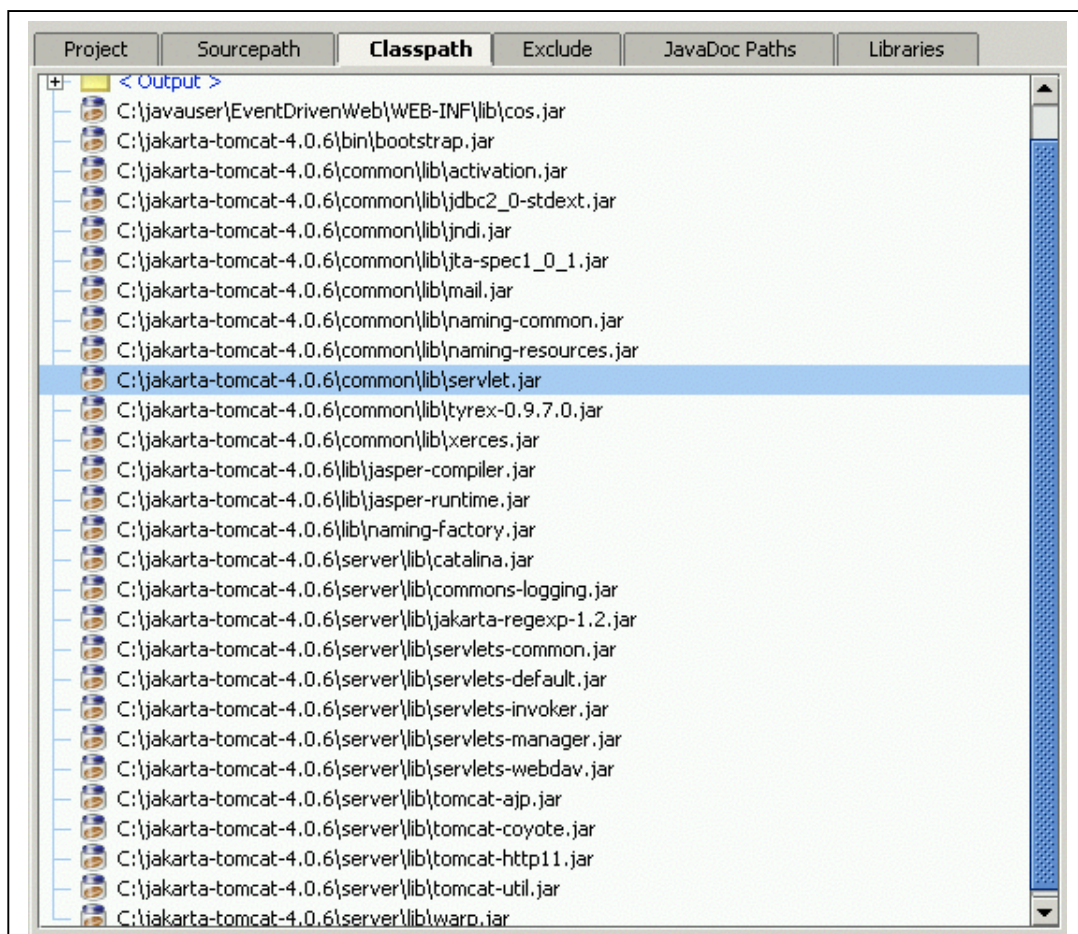 Project Sourcepath Classpath Exclude JavaDoc Paths Libraries
< Output >
C:\javauser\EventDrivenWeb\WEB-INF\lib\cos.jar
C:\jakarta-tomcat-4.0.6\bin\bootstrap.jar
C:\jakarta-tomcat-4.0.6\common\lib\activation.jar
C:\jakarta-tomcat-4.0.6\common\lib\jdbc2_0-stdext.jar
C:\jakarta-tomcat-4.0.6\common\lib\jndi.jar
C:\jakarta-tomcat-4.0.6\common\lib\jta-spec1_0_1.jar
C:\jakarta-tomcat-4.0.6\common\lib\mail.jar
C:\jakarta-tomcat-4.0.6\common\lib\naming-common.jar
C:\jakarta-tomcat-4.0.6\common\lib\naming-resources.jar
C:\jakarta-tomcat-4.0.6\common\lib\servlet.jar
C:\jakarta-tomcat-4.0.6\common\lib\tyrex-0.9.7.0.jar
C:\jakarta-tomcat-4.0.6\common\lib\xerces.jar
C:\jakarta-tomcat-4.0.6\lib\jasper-compiler.jar
C:\jakarta-tomcat-4.0.6\lib\jasper-runtime.jar
C:\jakarta-tomcat-4.0.6\lib\naming-factory.jar
C:\jakarta-tomcat-4.0.6\server\lib\catalina.jar
C:\jakarta-tomcat-4.0.6\server\lib\commons-logging.jar
C:\jakarta-tomcat-4.0.6\server\lib\jakarta-regexp-1.2.jar
C:\jakarta-tomcat-4.0.6\server\lib\servlets-common.jar
C:\jakarta-tomcat-4.0.6\server\lib\servlets-default.jar
C:\jakarta-tomcat-4.0.6\server\lib\servlets-invoker.jar
C:\jakarta-tomcat-4.0.6\server\lib\servlets-manager.jar
C:\jakarta-tomcat-4.0.6\server\lib\servlets-webdav.jar
C:\jakarta-tomcat-4.0.6\server\lib\tomcat-ajp.jar
C:\jakarta-tomcat-4.0.6\server\lib\tomcat-coyote.jar
C:\jakarta-tomcat-4.0.6\server\lib\tomcat-http11.jar
C:\jakarta-tomcat-4.0.6\server\lib\tomcat-util.jar
C:\jakarta-tomcat-4.0.6\server\lib\warp.jar